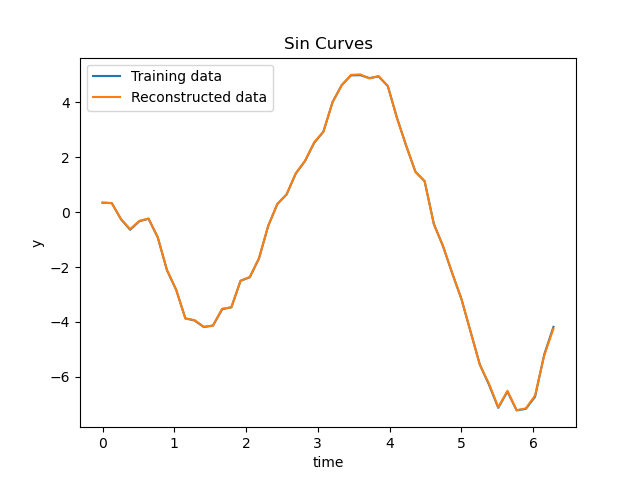 Sin Curves
Training data
Reconstructed data
4
2
0
−2
−4
−6
y
0 1 2 3 4 5 6
time